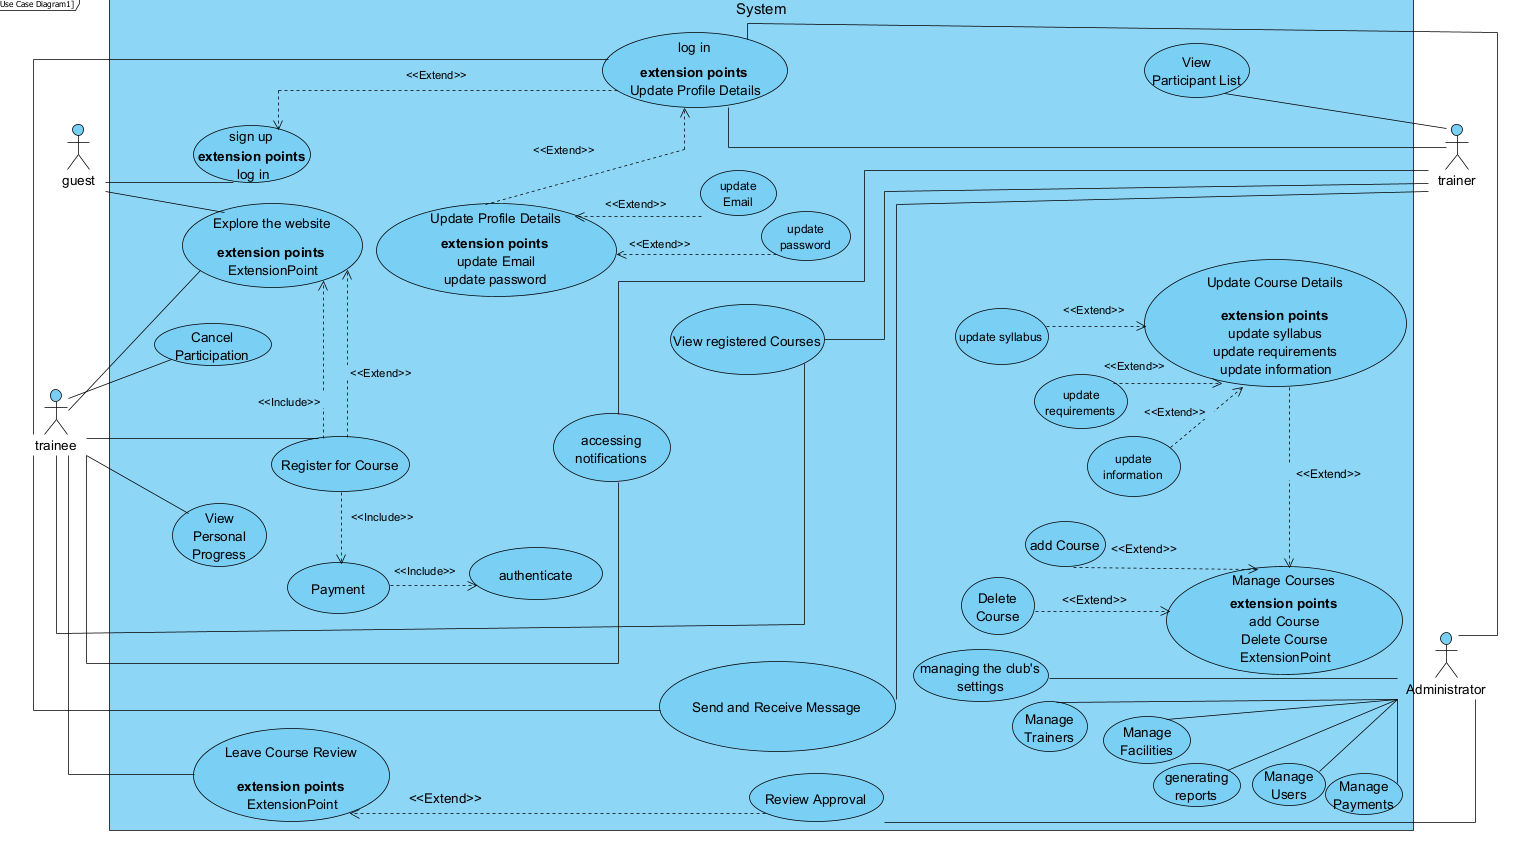 Use Case Diagram1]
System
log in
extension points
Update Profile Details
<<Extend>>
View
Participant List
sign up
extension points
log in
guest
trainer
<<Extend>>
Explore the website
extension points
ExtensionPoint
Update Profile Details
extension points
update Email
update password
<<Extend>>
update
Email
<<Extend>>
update
password
Update Course Details
extension points
update syllabus
update requirements
update information
<<Extend>>
update syllabus
View registered Courses
Cancel
Participation
<<Extend>>
<<Include>>
<<Extend>>
update
requirements
<<Extend>>
update
information
trainee
accessing
notifications
Register for Course
<<Extend>>
View
Personal
Progress
<<Include>>
Payment
<<Include>>
authenticate
add Course
<<Extend>>
Delete
Course
<<Extend>>
Manage Courses
extension points
add Course
Delete Course
ExtensionPoint
managing the club's
settings
Administrator
Send and Receive Message
Manage
Trainers
Manage
Facilities
generating
reports
Manage
Users
Manage
Payments
Leave Course Review
extension points
ExtensionPoint
<<Extend>>
Review Approval